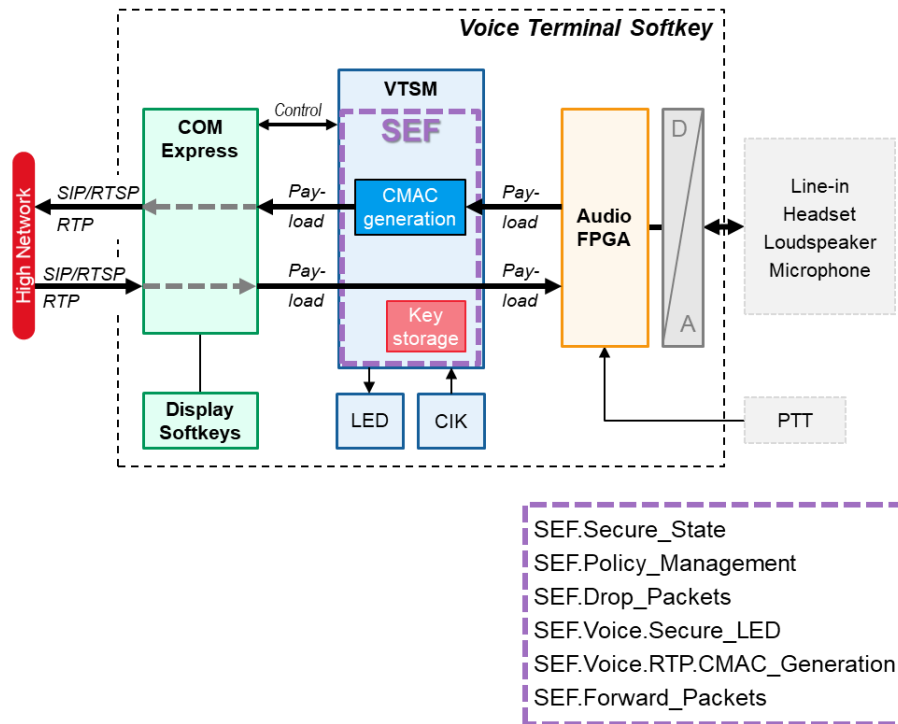 Voice Terminal Softkey
VTSM
SEF
COM
Express
Control
High Network
SIP/RTSP
RTP
Pay-
load
CMAC
generation
Pay-
load
Audio
FPGA
D
A
Line-in
Headset
Loudspeaker
Microphone
SIP/RTSP
RTP
Pay-
load
Pay-
load
Key
storage
Display
Softkeys
LED
CIK
PTT
SEF.Secure_State
SEF.Policy_Management
SEF.Drop_Packets
SEF.Voice.Secure_LED
SEF.Voice.RTP.CMAC_Generation
SEF.Forward_Packets